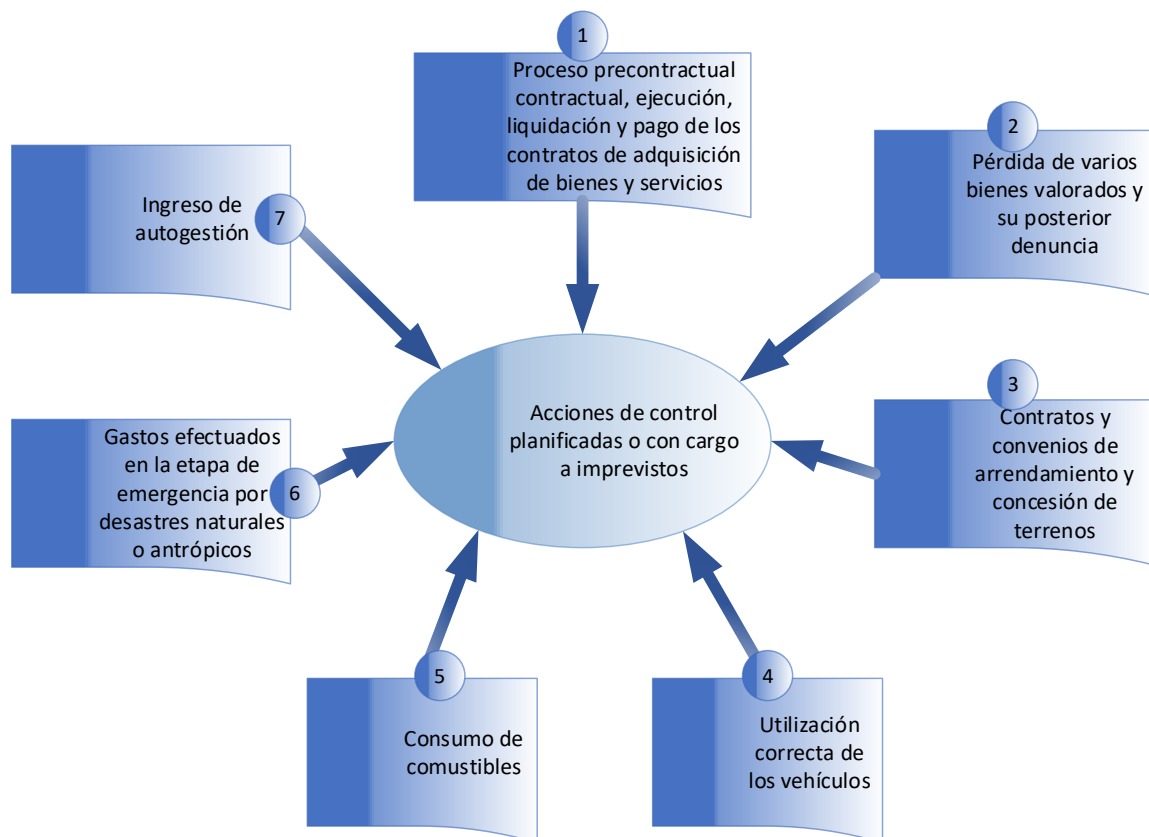 1
Proceso precontractual
contractual, ejecución,
liquidación y pago de los
contratos de adquisición
de bienes y servicios
2
Pérdida de varios
bienes valorados y
su posterior
denuncia
3
Contratos y
convenios de
arrendamiento y
concesión de
terrenos
4
Utilización
correcta de
los vehículos
5
Consumo de
comustibles
6
Gastos efectuados
en la etapa de
emergencia por
desastres naturales
o antrópicos
7
Ingreso de
autogestión
Acciones de control
planificadas o con cargo
a imprevistos